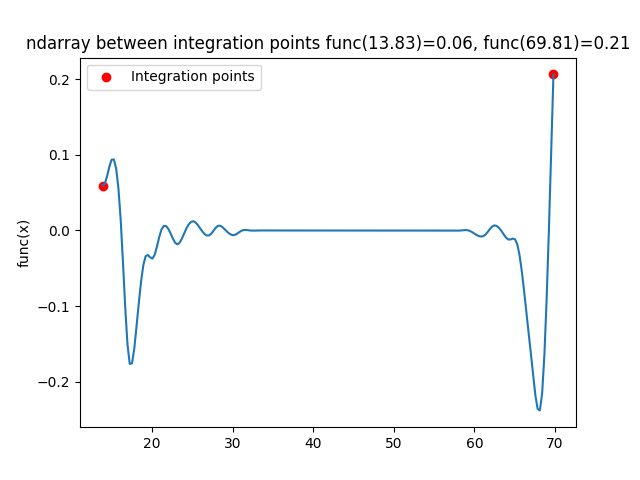 ndarray between integration points func(13.83)=0.06, func(69.81)=0.21
Integration points
func(x)
0.2
0.1
0.0
−0.1
−0.2
20 30 40 50 60 70